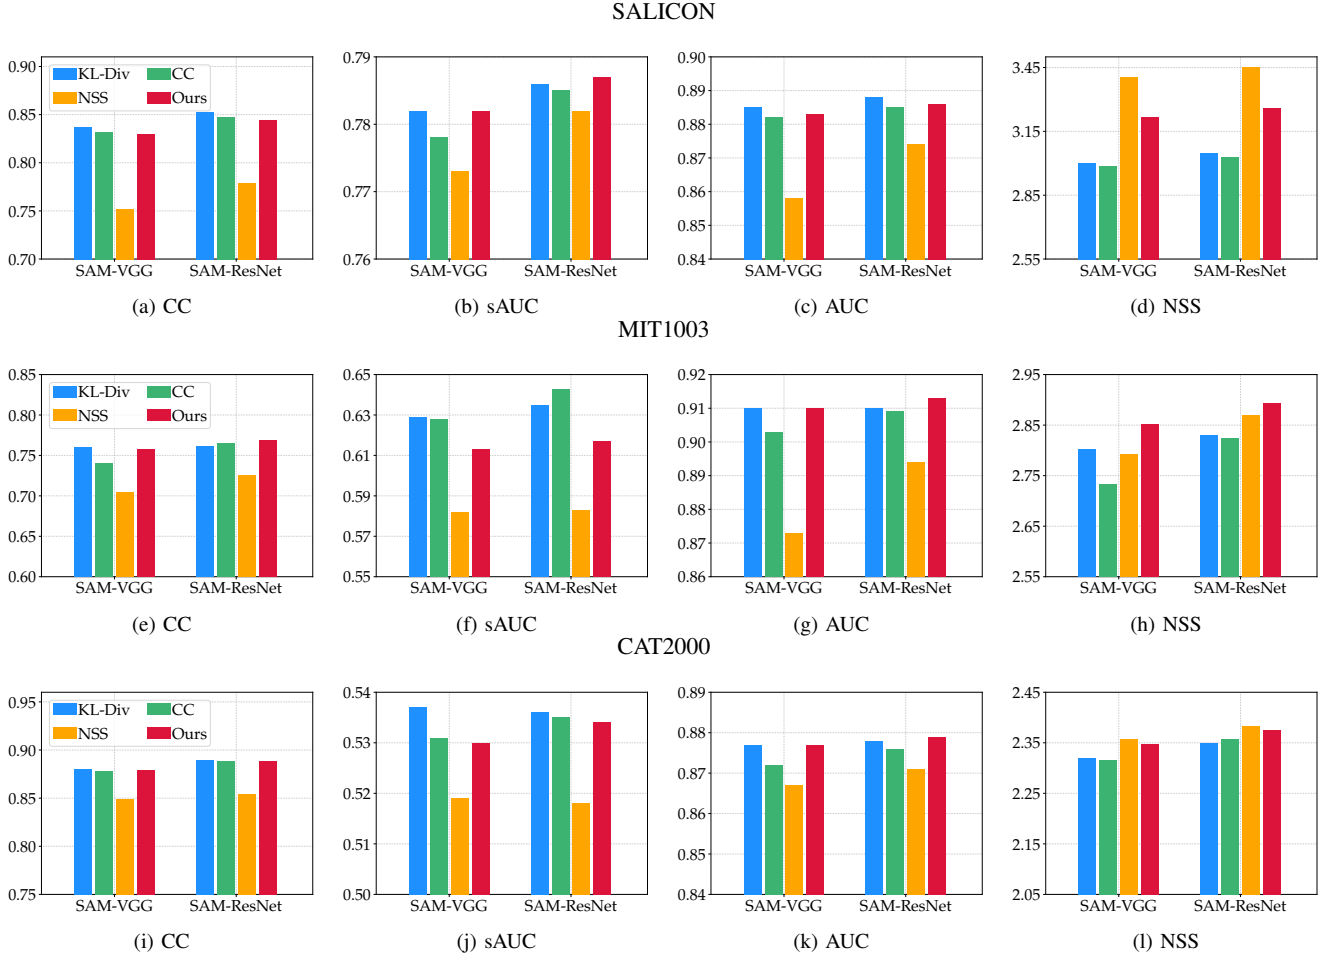 SALICON
0.90
0.85
0.80
0.75
0.70
KL-Div CC
NSS Ours
SAM-VGG SAM-ResNet
(a) CC
0.79
0.78
0.77
0.76
SAM-VGG SAM-ResNet
(b) sAUC
0.90
0.89
0.88
0.87
0.86
0.85
0.84
SAM-VGG SAM-ResNet
(c) AUC
3.45
3.15
2.85
2.55
SAM-VGG SAM-ResNet
(d) NSS
MIT1003
0.85
0.80
0.75
0.70
0.65
0.60
KL-Div CC
NSS Ours
SAM-VGG SAM-ResNet
(e) CC
0.65
0.63
0.61
0.59
0.57
0.55
SAM-VGG SAM-ResNet
(f) sAUC
0.92
0.91
0.90
0.89
0.88
0.87
0.86
SAM-VGG SAM-ResNet
(g) AUC
2.95
2.85
2.75
2.65
2.55
SAM-VGG SAM-ResNet
(h) NSS
CAT2000
0.95
0.90
0.85
0.80
0.75
KL-Div CC
NSS Ours
SAM-VGG SAM-ResNet
(i) CC
0.54
0.53
0.52
0.51
0.50
SAM-VGG SAM-ResNet
(j) sAUC
0.89
0.88
0.87
0.86
0.85
0.84
SAM-VGG SAM-ResNet
(k) AUC
2.45
2.35
2.25
2.15
2.05
SAM-VGG SAM-ResNet
(l) NSS